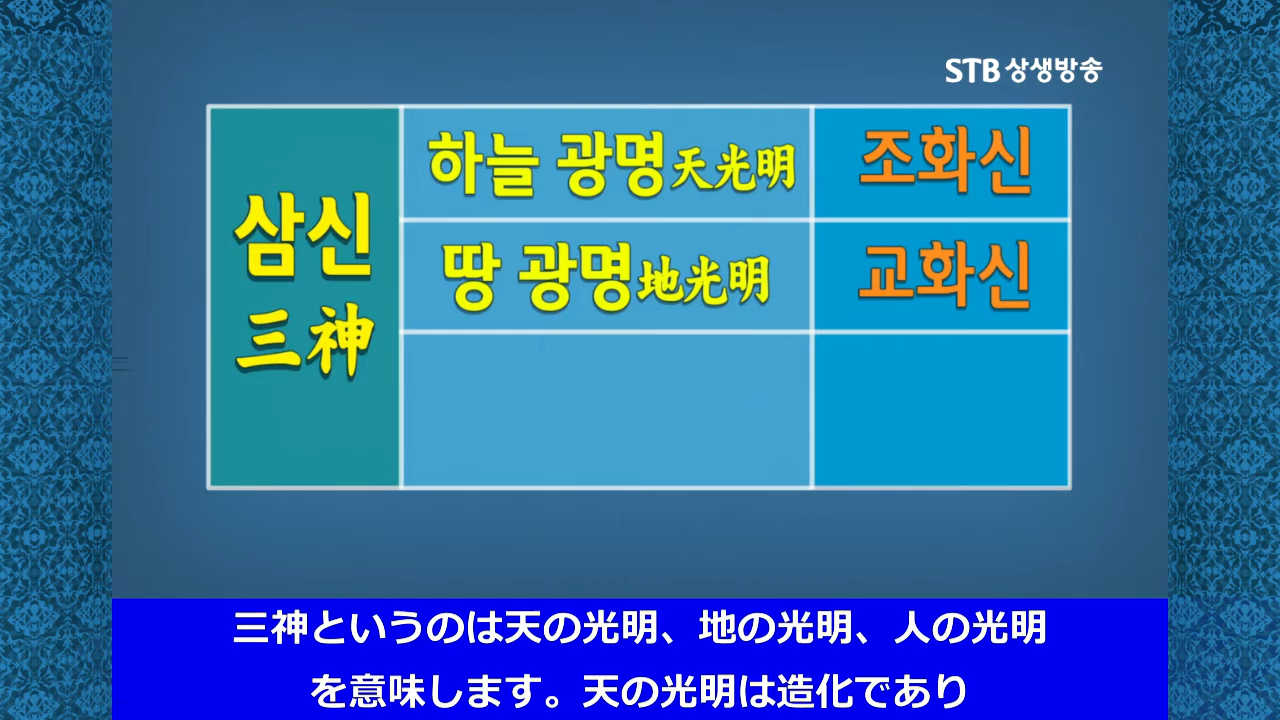 STB 상생방송
삼신
三神
하늘 광명天光明
조화신
땅 광명地光明
교화신
三神というのは天の光明、地の光明、人の光明
を意味します。天の光明は造化であり